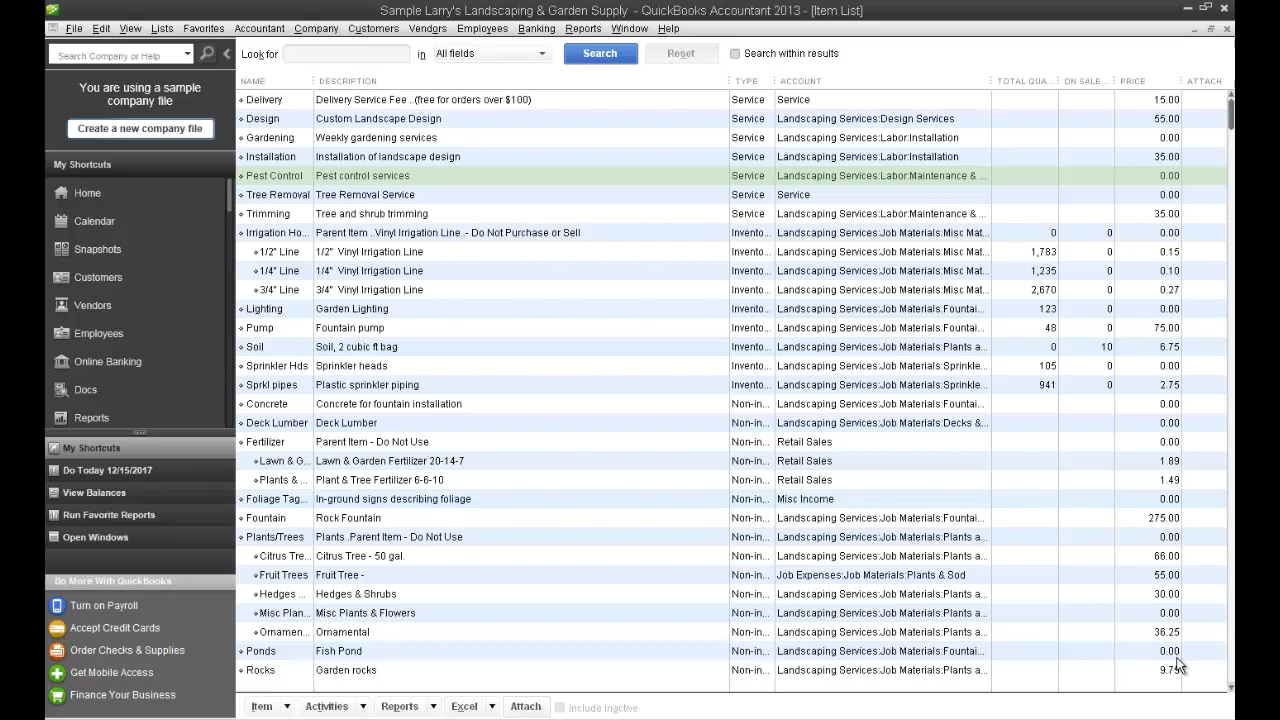 Sample Larry's Landscaping & Garden Supply - QuickBooks Accountant 2013 - [Item List]
File Edit View Lists Favorites Accountant Company Customers Vendors Employees Banking Reports Window Help
Search Company or Help
Look for in All fields Search Reset Search within results
You are using a sample
company file
Create a new company file
My Shortcuts
Home
Calendar
Snapshots
Customers
Vendors
Employees
Online Banking
Docs
Reports
My Shortcuts
Do Today 12/15/2017
View Balances
Run Favorite Reports
Open Windows
Do More With QuickBooks
Turn on Payroll
Accept Credit Cards
Order Checks & Supplies
Get Mobile Access
Finance Your Business
NAME DESCRIPTION TYPE ACCOUNT TOTAL QUA... ON SALE... PRICE ATTACH
Delivery Delivery Service Fee ..(free for orders over $100) Service Service 15.00
Design Custom Landscape Design Service Landscaping Services:Design Services 55.00
Gardening Weekly gardening services Service Landscaping Services:Labor:Installation 0.00
Installation Installation of landscape design Service Landscaping Services:Labor:Installation 35.00
Pest Control Pest control services Service Landscaping Services:Labor:Maintenance & ... 0.00
Tree Removal Tree Removal Service Service Service 0.00
Trimming Tree and shrub trimming Service Landscaping Services:Labor:Maintenance & ... 35.00
Irrigation Ho... Parent Item ..Vinyl Irrigation Line..- Do Not Purchase or Sell Invento... Landscaping Services:Job Materials:Misc Mat... 0 0 0.00
1/2" Line 1/2" Vinyl Irrigation Line Invento... Landscaping Services:Job Materials:Misc Mat... 1,783 0 0.15
1/4" Line 1/4" Vinyl Irrigation Line Invento... Landscaping Services:Job Materials:Misc Mat... 1,235 0 0.10
3/4" Line 3/4" Vinyl Irrigation Line Invento... Landscaping Services:Job Materials:Misc Mat... 2,670 0 0.27
Lighting Garden Lighting Invento... Landscaping Services:Job Materials:Fountai... 123 0 0.00
Pump Fountain pump Invento... Landscaping Services:Job Materials:Fountai... 48 0 75.00
Soil Soil, 2 cubic ft bag Invento... Landscaping Services:Job Materials:Plants a... 0 10 6.75
Sprinkler Hds Sprinkler heads Invento... Landscaping Services:Job Materials:Sprinkle... 105 0 0.00
Sprkl pipes Plastic sprinkler piping Invento... Landscaping Services:Job Materials:Sprinkle... 941 0 2.75
Concrete Concrete for fountain installation Non-in... Landscaping Services:Job Materials:Fountai... 0.00
Deck Lumber Deck Lumber Non-in... Landscaping Services:Job Materials:Decks &... 0.00
Fertilizer Parent Item - Do Not Use Non-in... Retail Sales 0.00
Lawn & G... Lawn & Garden Fertilizer 20-14-7 Non-in... Retail Sales 1.89
Plants & ... Plant & Tree Fertilizer 6-6-10 Non-in... Retail Sales 1.49
Foliage Tag... In-ground signs describing foliage Non-in... Misc Income 0.00
Fountain Rock Fountain Non-in... Landscaping Services:Job Materials:Fountai... 275.00
Plants/Trees Plants..Parent Item - Do Not Use Non-in... Landscaping Services:Job Materials:Plants a... 0.00
Citrus Tre... Citrus Tree - 50 gal. Non-in... Landscaping Services:Job Materials:Plants a... 66.00
Fruit Trees Fruit Tree - Non-in... Job Expenses:Job Materials:Plants & Sod 55.00
Hedges ... Hedges & Shrubs Non-in... Landscaping Services:Job Materials:Plants a... 30.00
Misc Plan... Misc Plants & Flowers Non-in... Landscaping Services:Job Materials:Plants a... 0.00
Ornamen... Ornamental Non-in... Landscaping Services:Job Materials:Plants a... 36.25
Ponds Fish Pond Non-in... Landscaping Services:Job Materials:Fountai... 0.00
Rocks Garden rocks Non-in... Landscaping Services:Job Materials:Plants a...
Item Activities Reports Excel Attach Include inactive